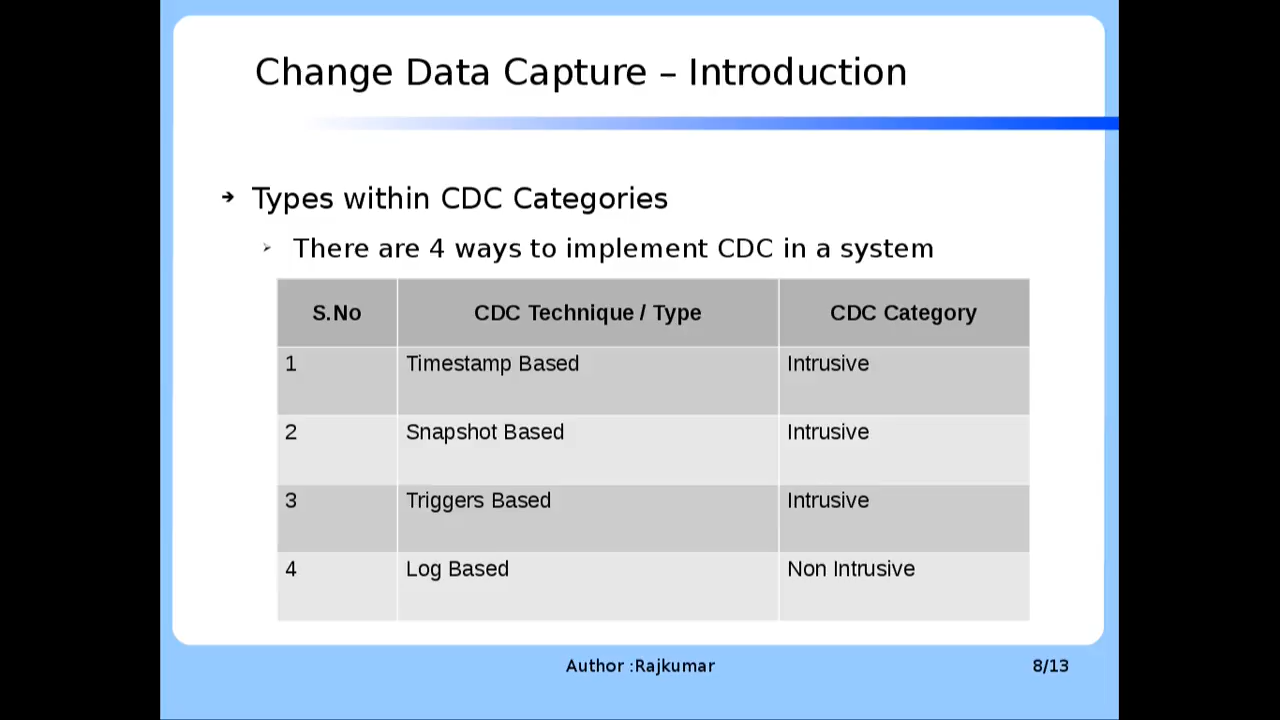 Change Data Capture – Introduction
Types within CDC Categories
There are 4 ways to implement CDC in a system
S.No CDC Technique / Type CDC Category
1 Timestamp Based Intrusive
2 Snapshot Based Intrusive
3 Triggers Based Intrusive
4 Log Based Non Intrusive
Author :Rajkumar 8/13